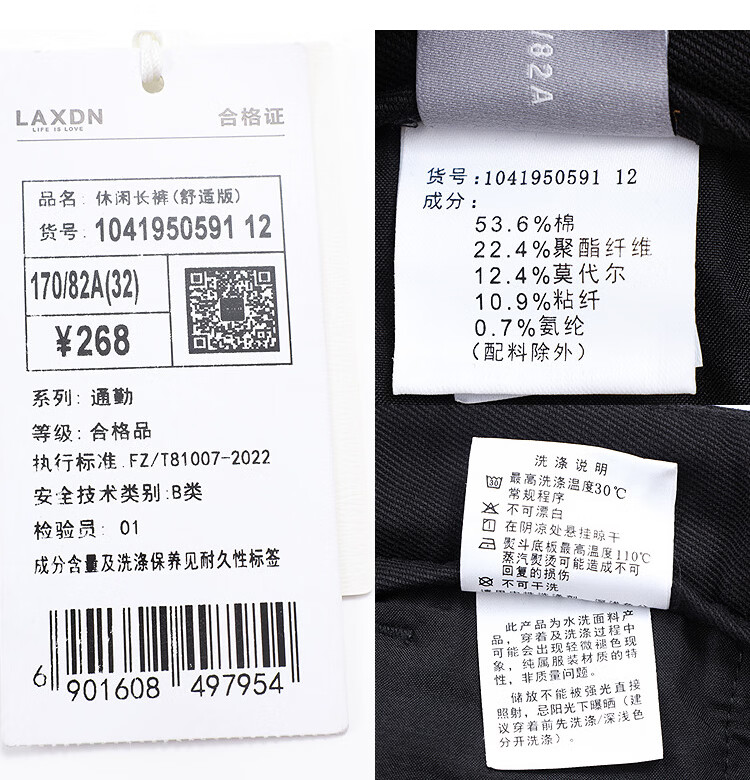 LAXDN
LIFE IS LOVE
合格证
品名: 休闲长裤(舒适版)
货号: 1041950591 12
170/82A(32)
¥268
系列: 通勤
等级: 合格品
执行标准.FZ/T81007-2022
安全技术类别:B类
检验员: 01
成分含量及洗涤保养见耐久性标签
6 901608 497954
/82A
货号:1041950591 12
成分:
53.6%棉
22.4%聚酯纤维
12.4%莫代尔
10.9%粘纤
0.7%氨纶
(配料除外)
洗涤说明
30 最高洗涤温度30℃
常规程序
不可漂白
在阴凉处悬挂晾干
熨斗底板最高温度110℃
蒸汽熨烫可能造成不可
回复的损伤
不可干洗
此产品为水洗面料产
品，穿着及洗涤过程中
可能会出现轻微褪色现
象，纯属服装材质的特
性，非质量问题。
储放不能被强光直接
照射，忌阳光下曝晒（建
议穿着前先洗涤/深浅色
分开洗涤）。